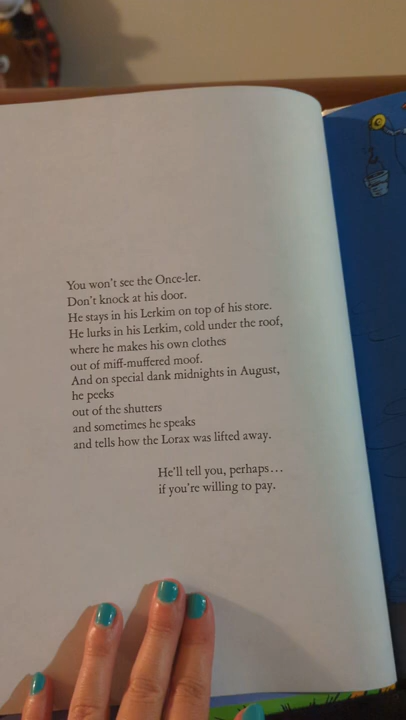 You won't see the Once-ler.
Don't knock at his door.
He stays in his Lerkim on top of his store.
He lurks in his Lerkim, cold under the roof,
where he makes his own clothes
out of miff-muffered moof.
And on special dank midnights in August,
he peeks
out of the shutters
and sometimes he speaks
and tells how the Lorax was lifted away.
He'll tell you, perhaps...
if you're willing to pay.